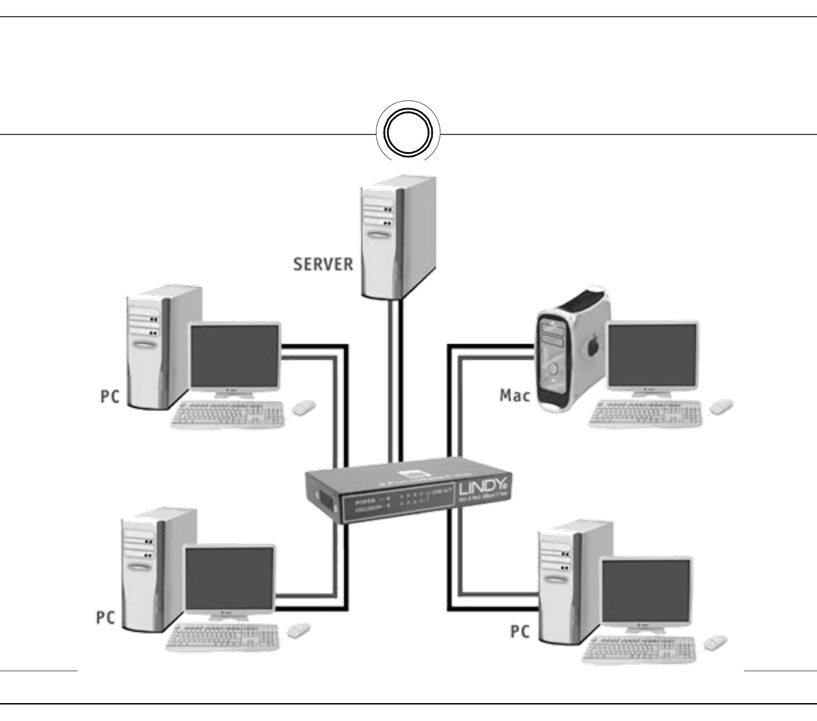 SERVER
PC
Mac
POWER
COLLISION
LINDY
PC
PC